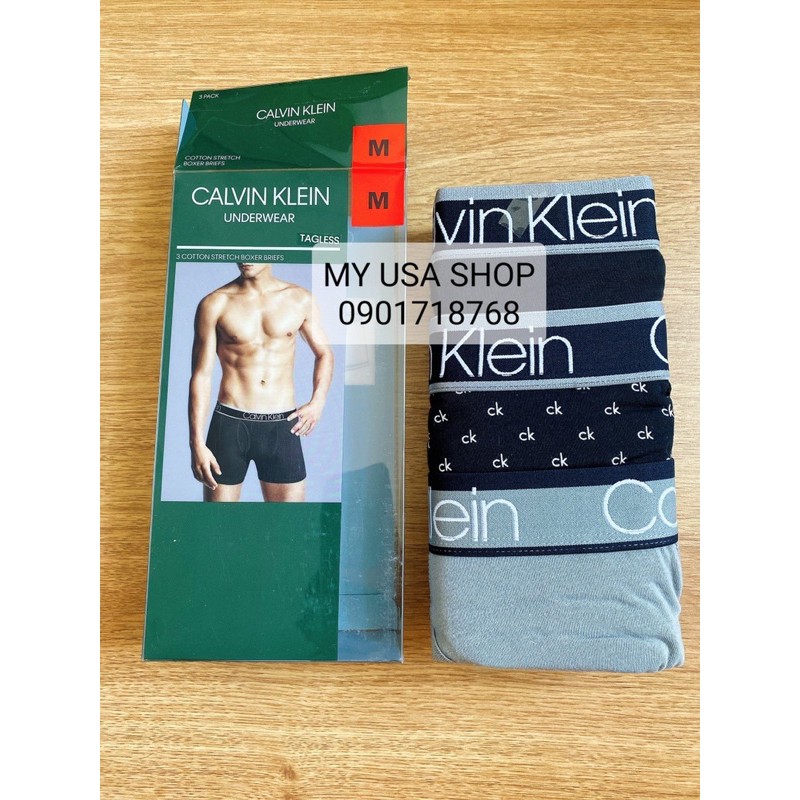 3 PACK
CALVIN KLEIN
UNDERWEAR
COTTON STRETCH
BOXER BRIEFS
M
CALVIN KLEIN
UNDERWEAR
M
TAGLESS
3 COTTON STRETCH BOXER BRIEFS
Calvin Klein
MY USA SHOP
0901718768
vin Klein
Klein C
ck
ck ck ck ck
ck ck ck ck
ck ck ck ck
lein Ca